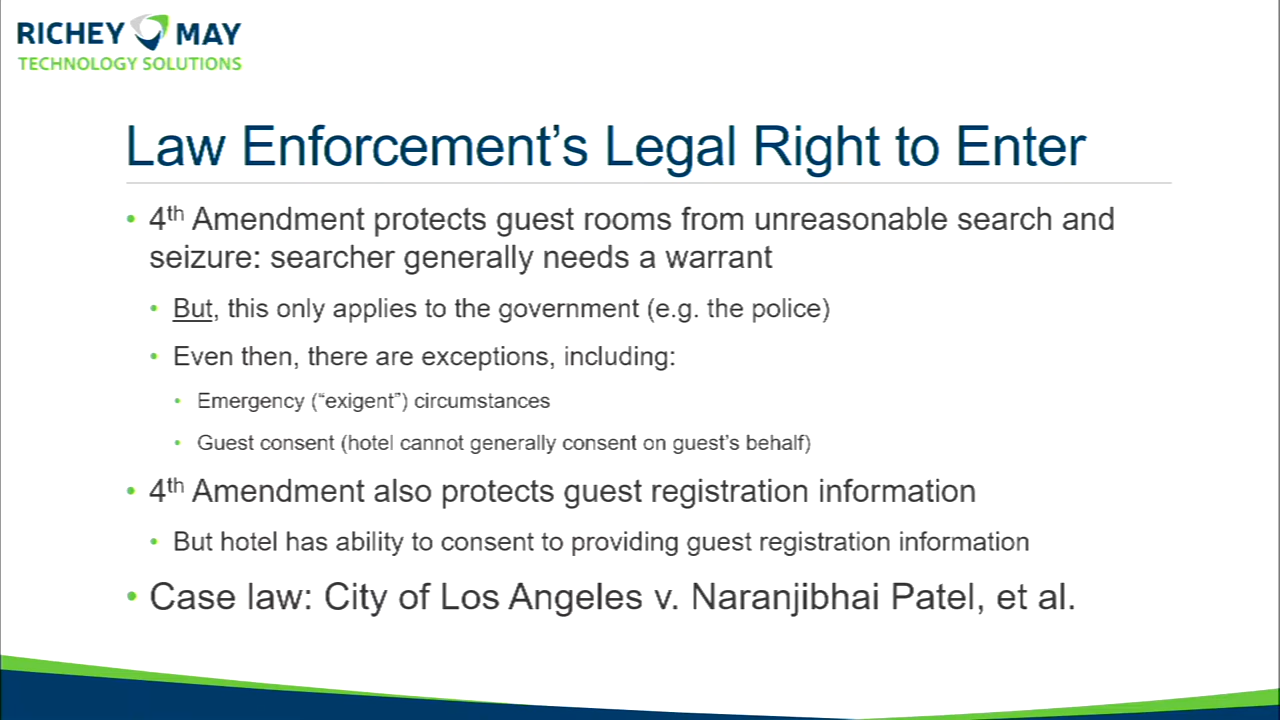 RICHEY MAY
TECHNOLOGY SOLUTIONS
Law Enforcement’s Legal Right to Enter
• 4th Amendment protects guest rooms from unreasonable search and
seizure: searcher generally needs a warrant
• But, this only applies to the government (e.g. the police)
• Even then, there are exceptions, including:
• Emergency (“exigent”) circumstances
• Guest consent (hotel cannot generally consent on guest’s behalf)
• 4th Amendment also protects guest registration information
• But hotel has ability to consent to providing guest registration information
• Case law: City of Los Angeles v. Naranjibhai Patel, et al.